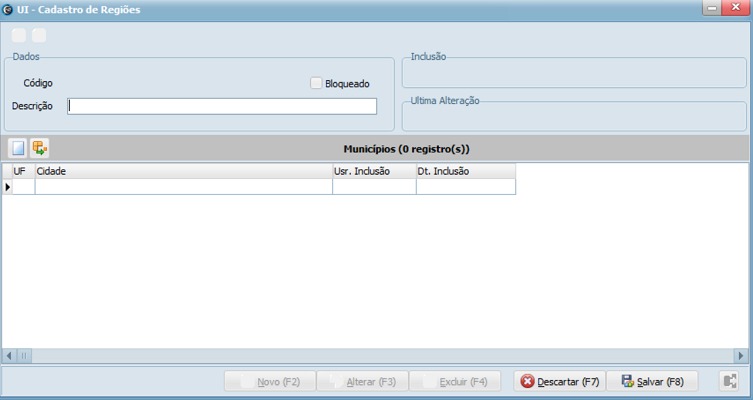 UI - Cadastro de Regiões
Dados
Inclusão
Código
Bloqueado
Descrição
Ultima Alteração
Municípios (0 registro(s))
UF Cidade Usr. Inclusão Dt. Inclusão
Novo (F2) Alterar (F3) Excluir (F4) Descartar (F7) Salvar (F8)